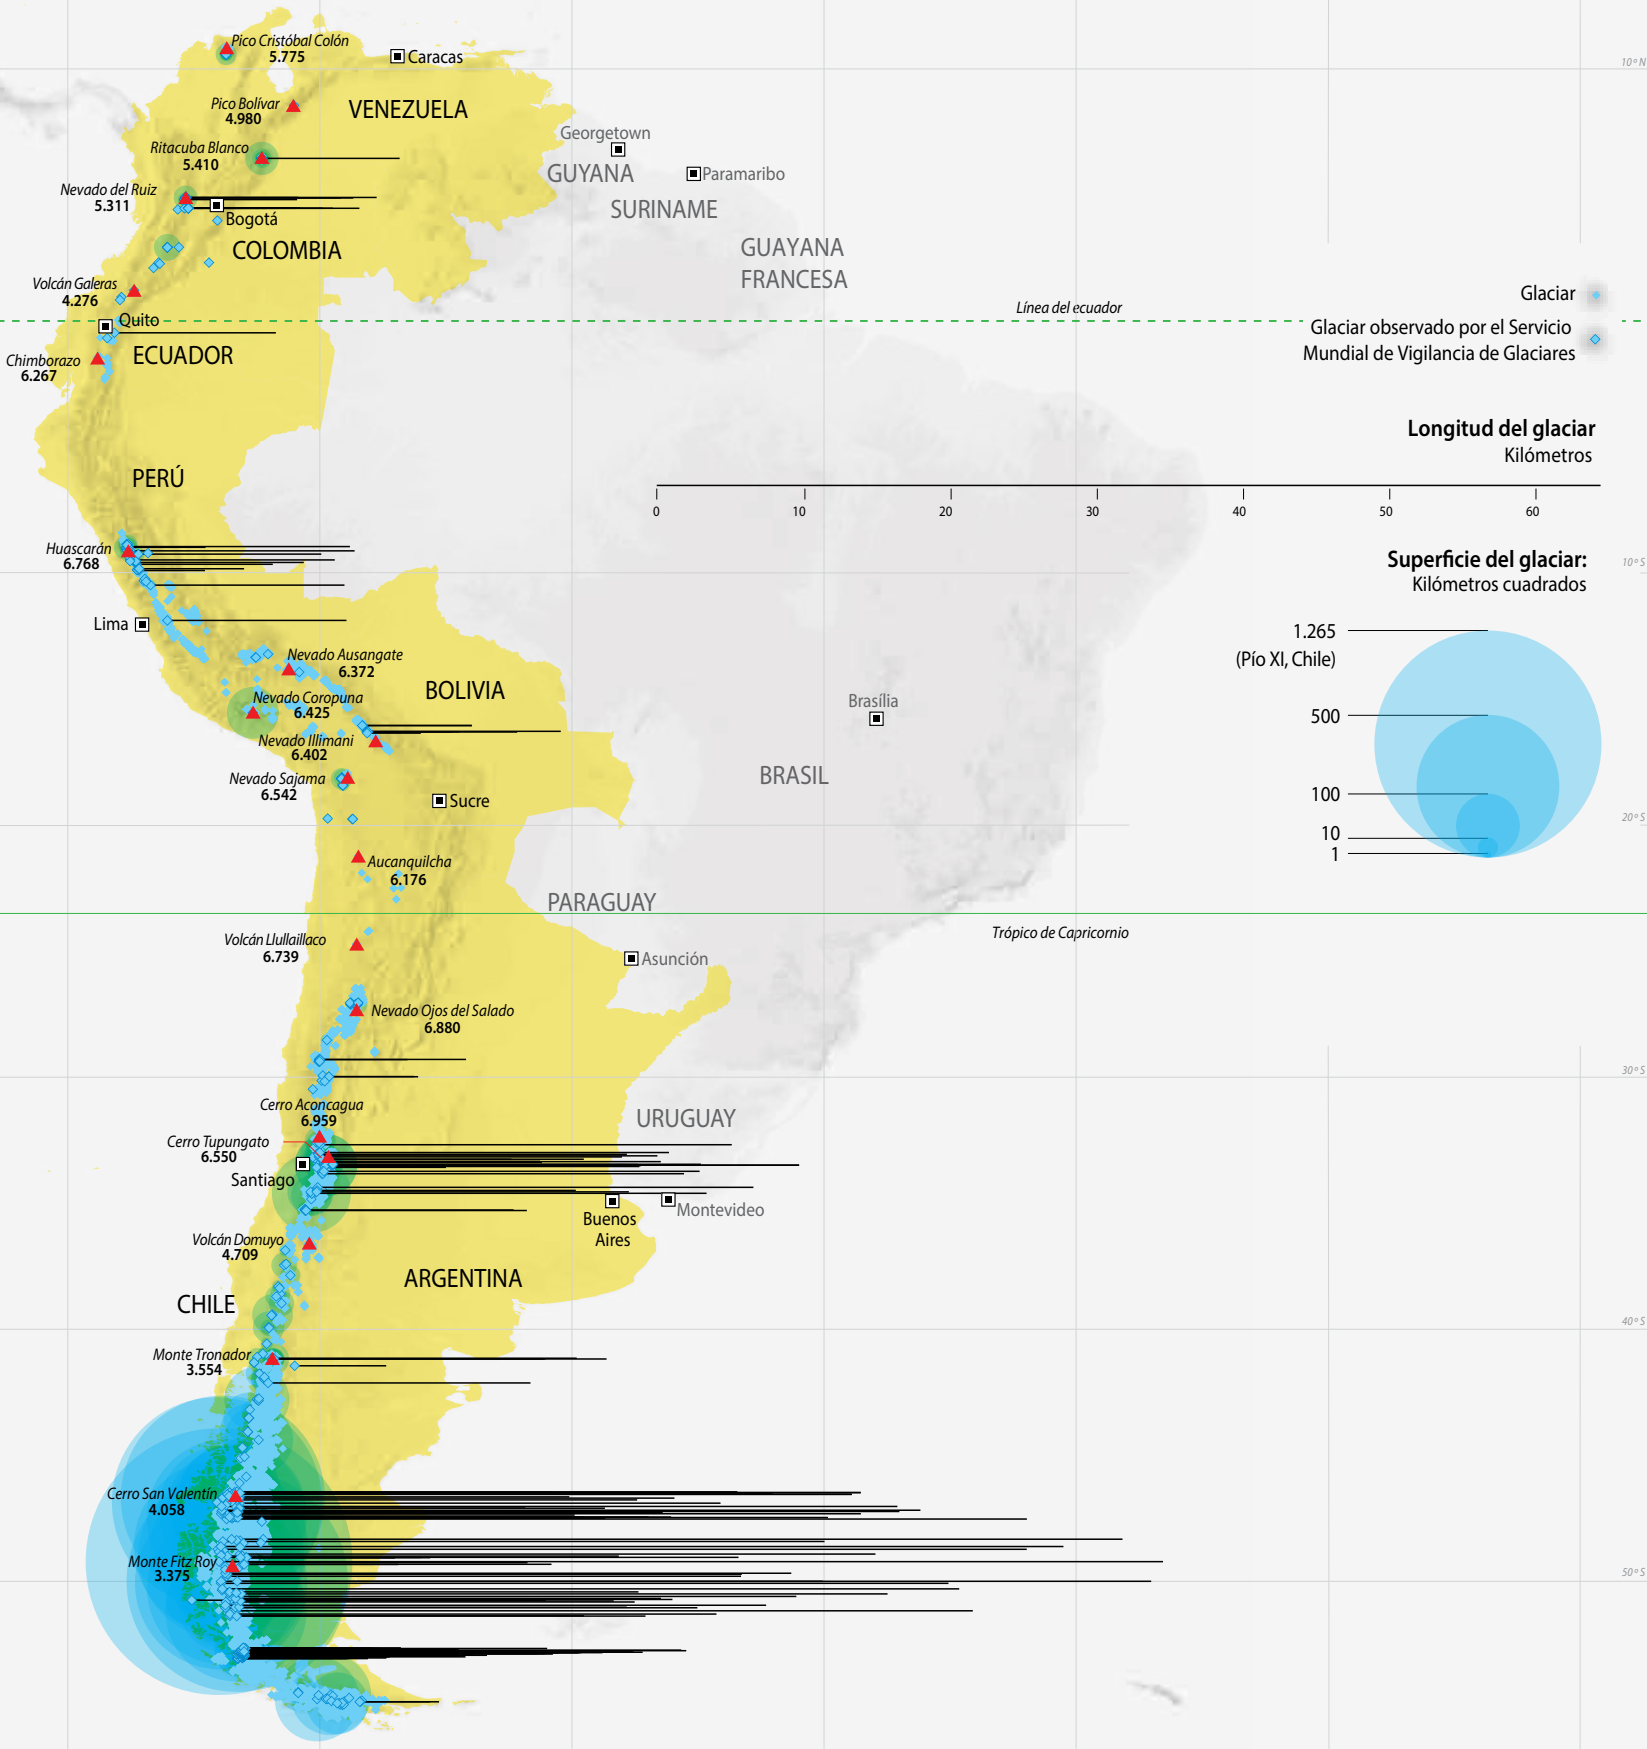 Pico Cristóbal Colón
5.775
Caracas
10º N
Pico Bolívar
4.980
VENEZUELA
Georgetown
Ritacuba Blanco
5.410
GUYANA
Paramaribo
Nevado del Ruiz
5.311
SURINAME
Bogotá
COLOMBIA
GUAYANA
FRANCESA
Volcán Galeras
4.276
Glaciar
Línea del ecuador
Quito
Glaciar observado por el Servicio
Mundial de Vigilancia de Glaciares
ECUADOR
Chimborazo
6.267
Longitud del glaciar
Kilómetros
PERÚ
0 10 20 30 40 50 60
Huascarán
6.768
10º S
Superficie del glaciar:
Kilómetros cuadrados
Lima
1.265
(Pío XI, Chile)
500
100
10
1
Nevado Ausangate
6.372
BOLIVIA
Nevado Coropuna
6.425
Brasília
Nevado Illimani
6.402
BRASIL
Nevado Sajama
6.542
Sucre
20º S
Aucanquilcha
6.176
PARAGUAY
Trópico de Capricornio
Volcán Llullaillaco
6.739
Asunción
Nevado Ojos del Salado
6.880
30º S
Cerro Aconcagua
6.959
URUGUAY
Cerro Tupungato
6.550
Santiago
Buenos
Aires
Montevideo
Volcán Domuyo
4.709
ARGENTINA
CHILE
40º S
Monte Tronador
3.554
Cerro San Valentín
4.058
Monte Fitz Roy
3.375
50º S